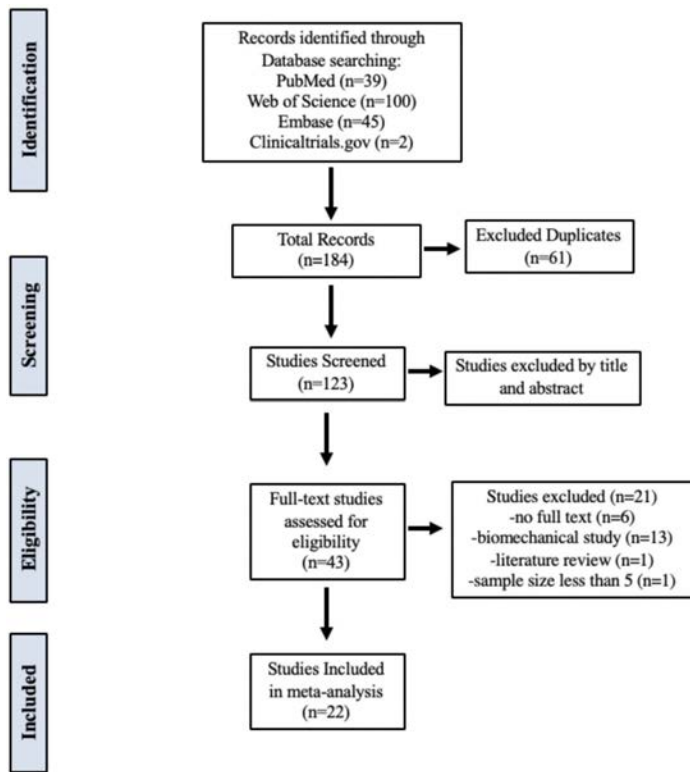 Identification
Records identified through
Database searching:
PubMed (n=39)
Web of Science (n=100)
Embase (n=45)
Clinicaltrials.gov (n=2)
Total Records
(n=184)
Excluded Duplicates
(n=61)
Screening
Studies Screened
(n=123)
Studies excluded by title
and abstract
Eligibility
Full-text studies
assessed for
eligibility
(n=43)
Studies excluded (n=21)
-no full text (n=6)
-biomechanical study (n=13)
-literature review (n=1)
-sample size less than 5 (n=1)
Included
Studies Included
in meta-analysis
(n=22)